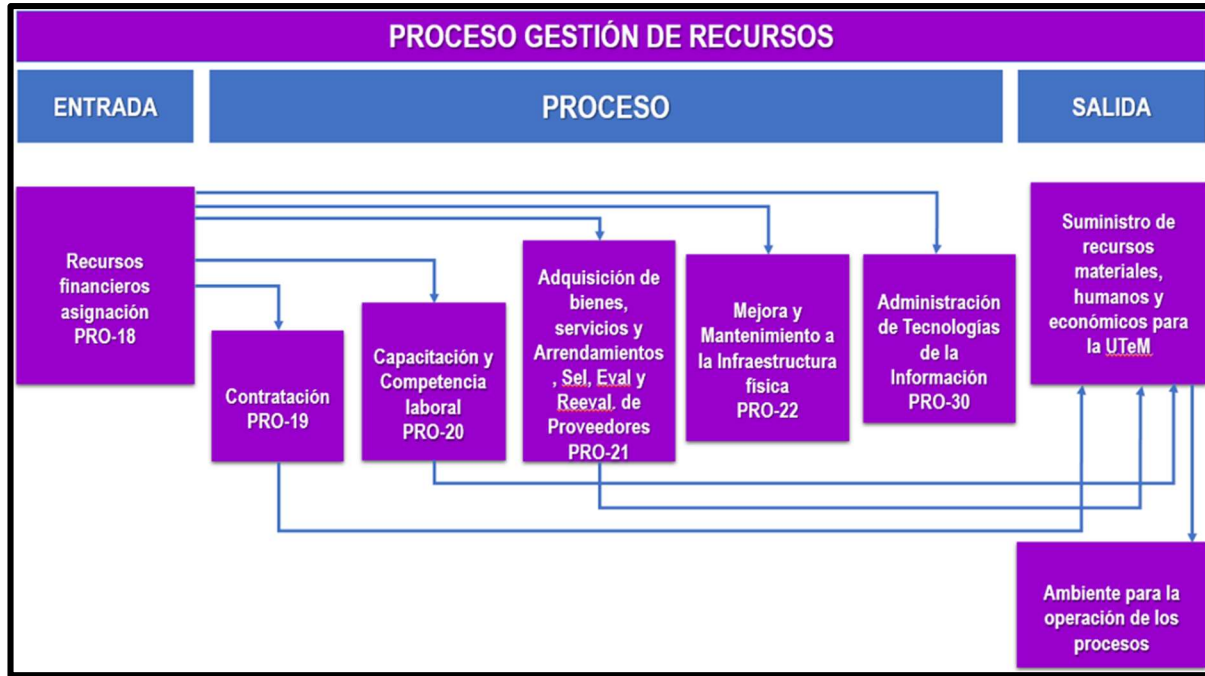 PROCESO GESTIÓN DE RECURSOS
ENTRADA
PROCESO
SALIDA
Recursos
financieros
asignación
PRO-18
Contratación
PRO-19
Capacitación y
Competencia
laboral
PRO-20
Adquisición de
bienes,
servicios y
Arrendamientos
, Sel, Eval y
Reeval. de
Proveedores
PRO-21
Mejora y
Mantenimiento a
la Infraestructura
física
PRO-22
Administración
de Tecnologías
de la
Información
PRO-30
Suministro de
recursos
materiales,
humanos y
económicos para
la UTeM
Ambiente para la
operación de los
procesos